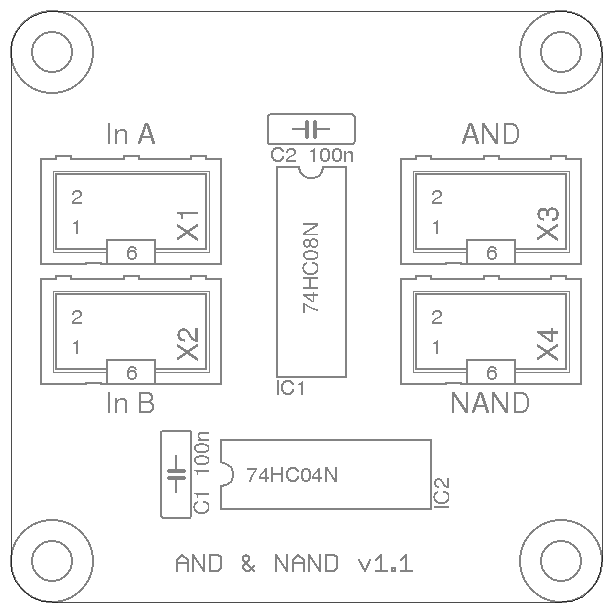 In A
AND
C2 100n
2
1
6
X1
74HC08N
2
1
6
X3
2
1
6
X2
2
1
6
X4
IC1
In B
NAND
C1 100n
74HC04N
IC2
AND & NAND v1.1